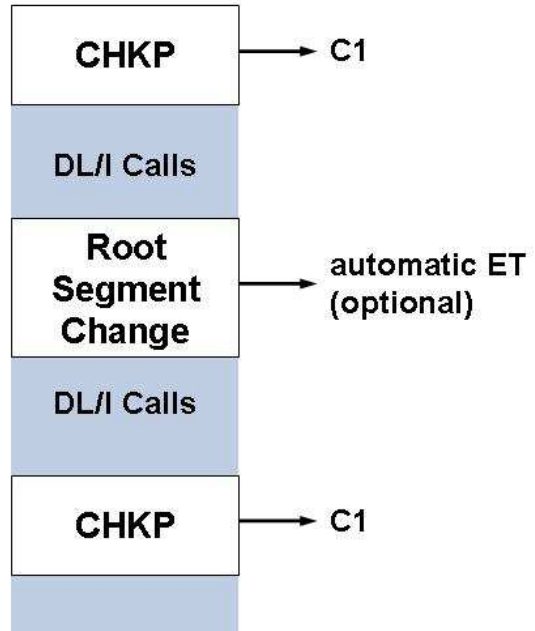 CHKP
C1
DL/I Calls
Root
Segment
Change
automatic ET
(optional)
DL/I Calls
CHKP
C1